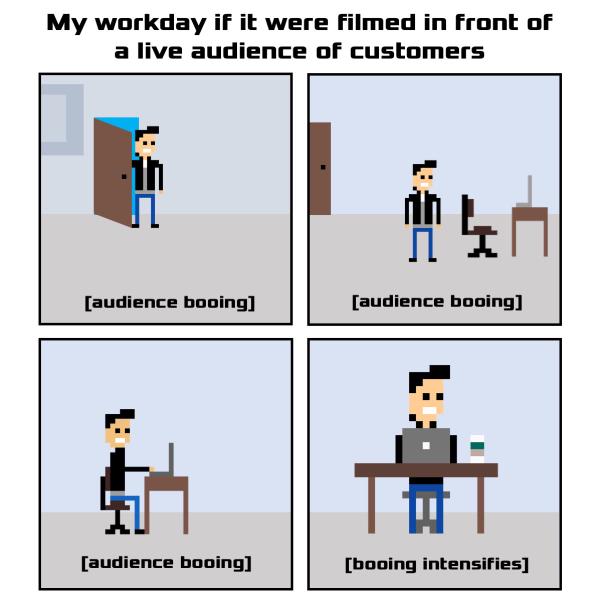 My workday if it were filmed in front of
a live audience of customers
[audience booing]
[audience booing]
[audience booing]
[booing intensifies]